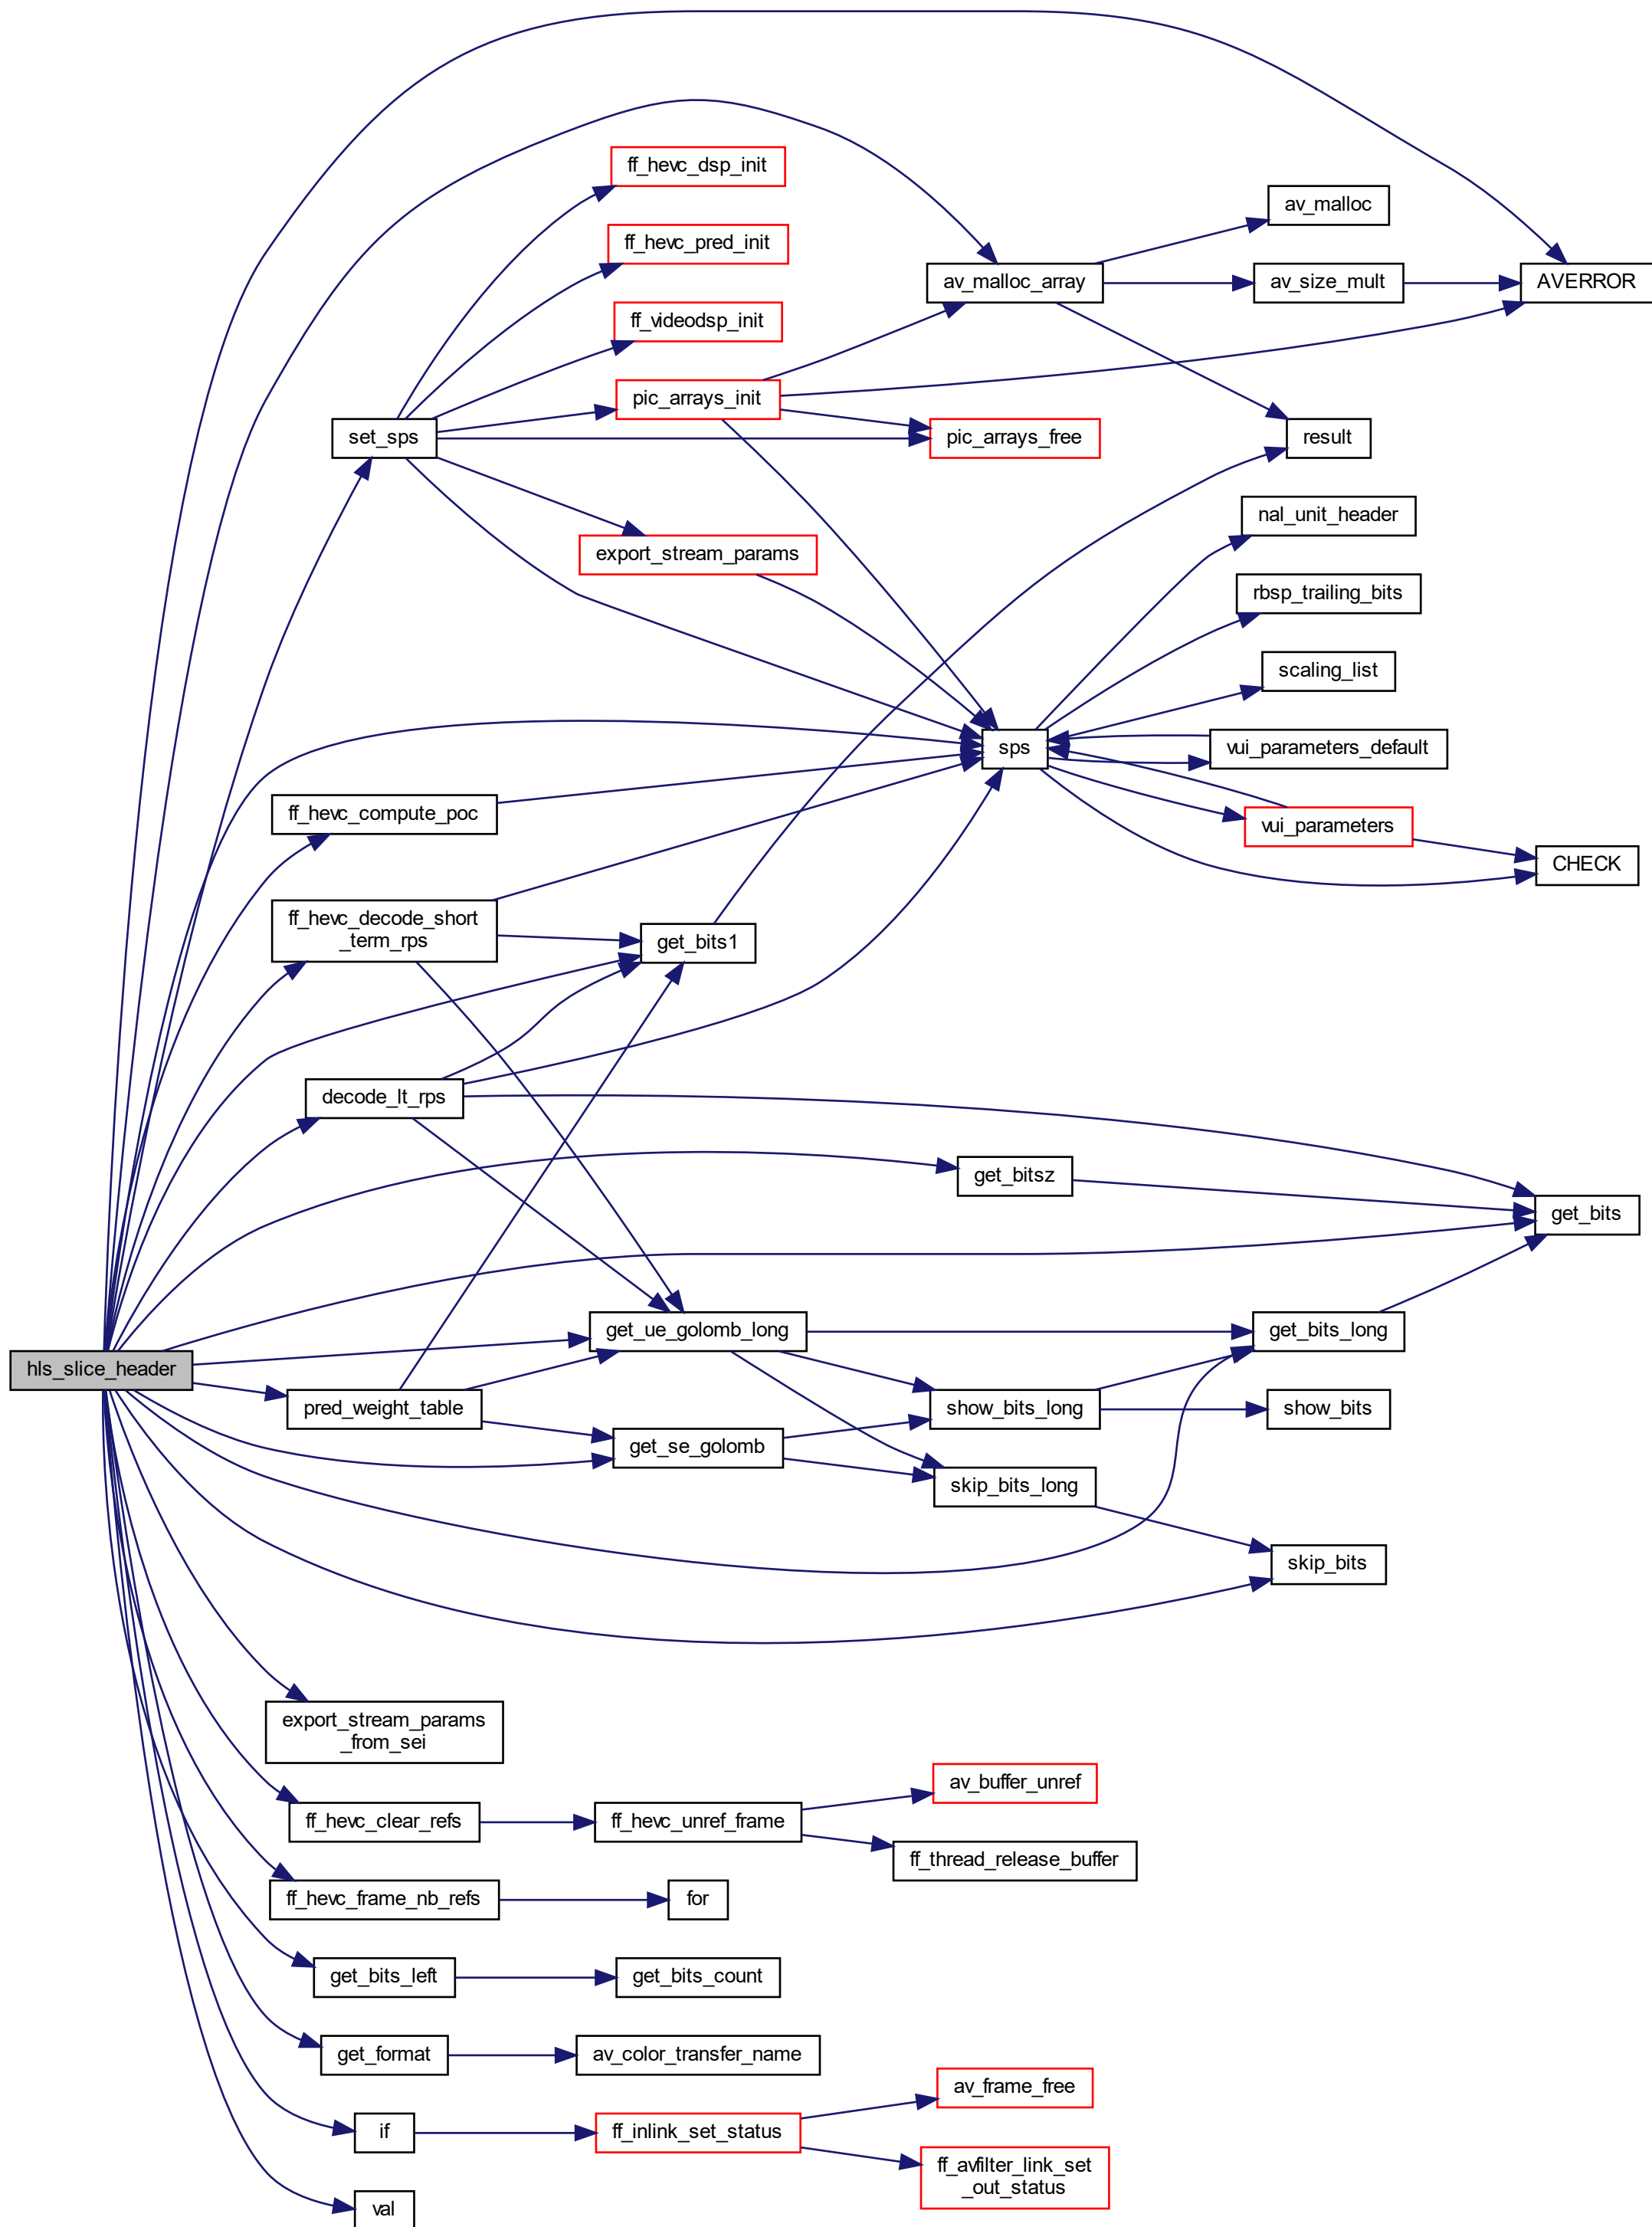 ff_hevc_dsp_init
av_malloc
ff_hevc_pred_init
av_malloc_array
av_size_mult
AVERROR
ff_videodsp_init
pic_arrays_init
set_sps
pic_arrays_free
result
nal_unit_header
export_stream_params
rbsp_trailing_bits
scaling_list
sps
vui_parameters_default
ff_hevc_compute_poc
vui_parameters
CHECK
ff_hevc_decode_short
_term_rps
get_bits1
decode_lt_rps
get_bitsz
get_bits
get_ue_golomb_long
get_bits_long
hls_slice_header
pred_weight_table
show_bits_long
show_bits
get_se_golomb
skip_bits_long
skip_bits
export_stream_params
_from_sei
av_buffer_unref
ff_hevc_clear_refs
ff_hevc_unref_frame
ff_thread_release_buffer
ff_hevc_frame_nb_refs
for
get_bits_left
get_bits_count
get_format
av_color_transfer_name
av_frame_free
if
ff_inlink_set_status
ff_avfilter_link_set
_out_status
val